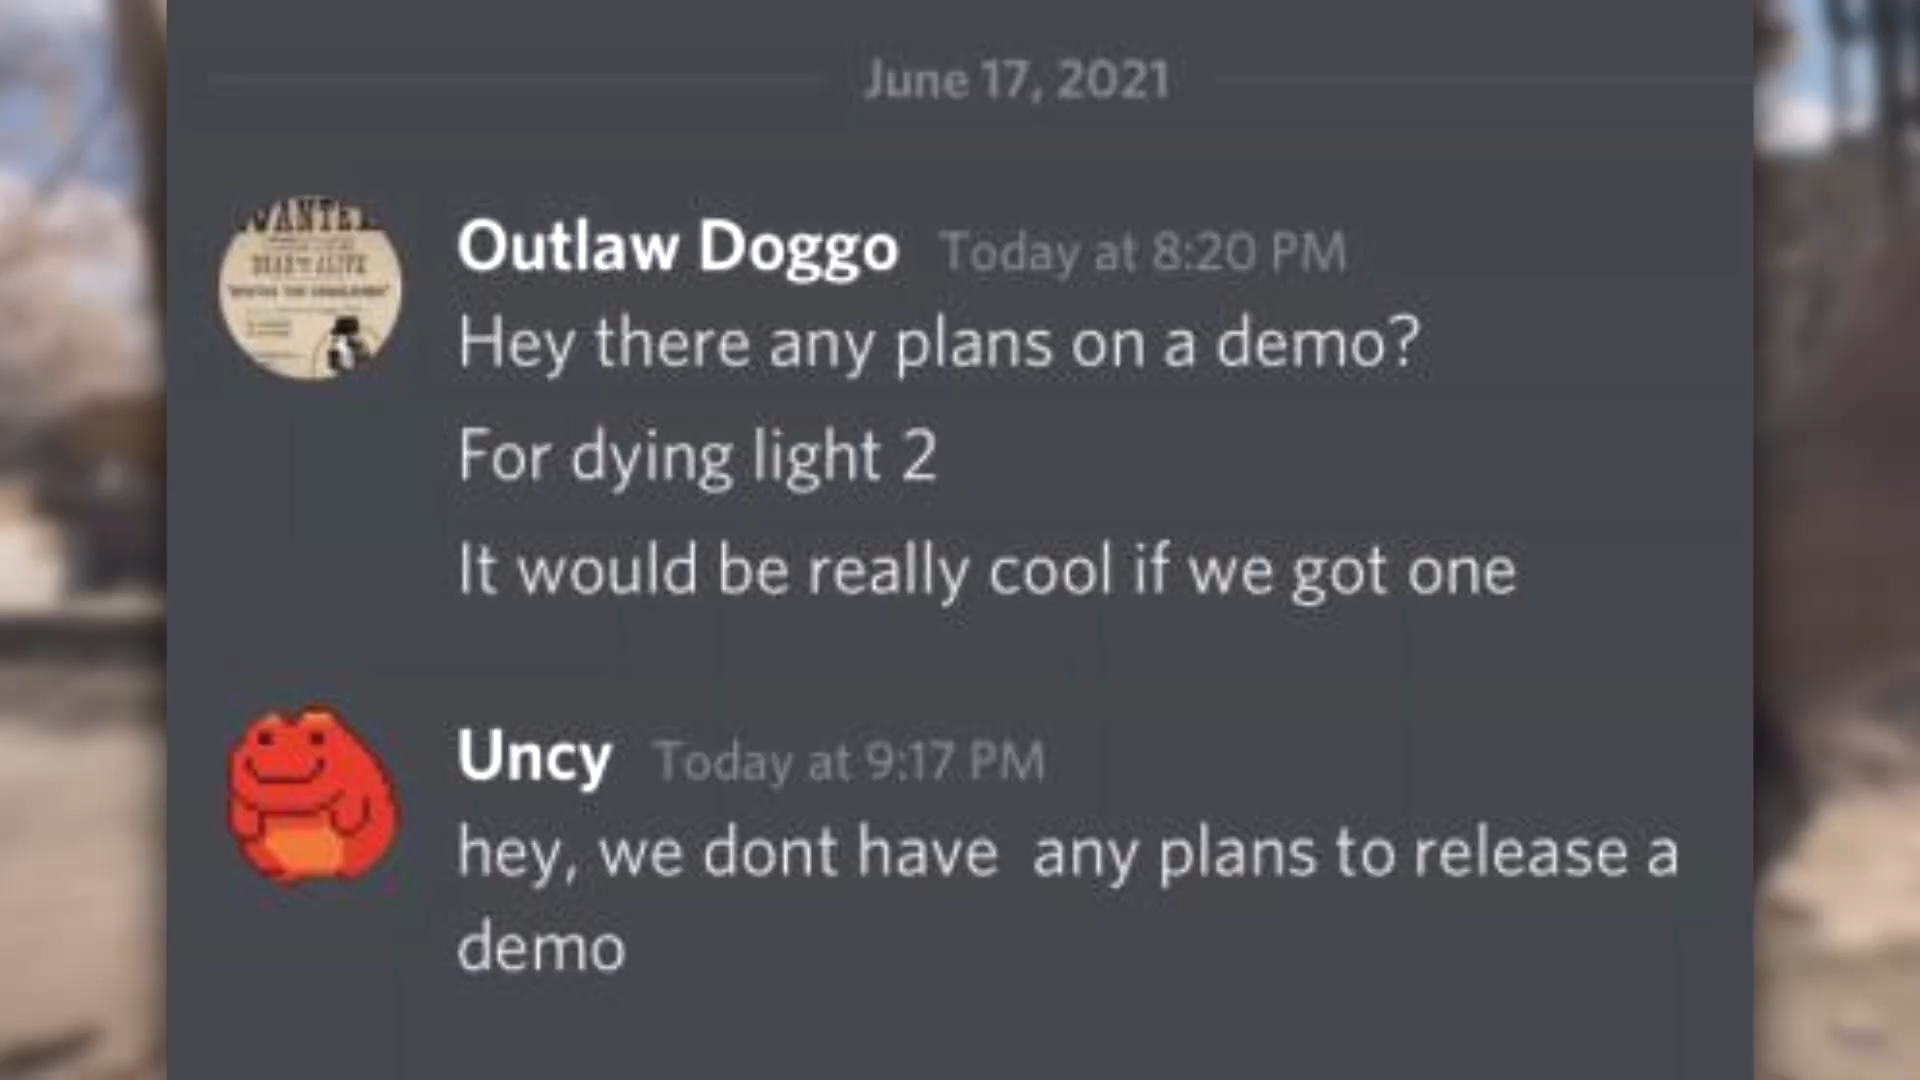 June 17, 2021
WANTED
Outlaw Doggo Today at 8:20 PM
Hey there any plans on a demo?
For dying light 2
It would be really cool if we got one
Uncy Today at 9:17 PM
hey, we dont have  any plans to release a
demo